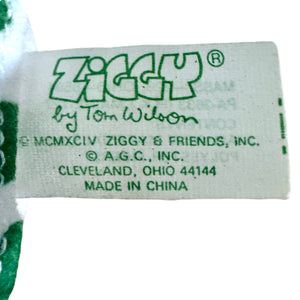 ZIGGY®
by Tom Wilson
© MCMXCIV ZIGGY & FRIENDS, INC.
© A.G.C., INC.
CLEVELAND, OHIO 44144
MADE IN CHINA